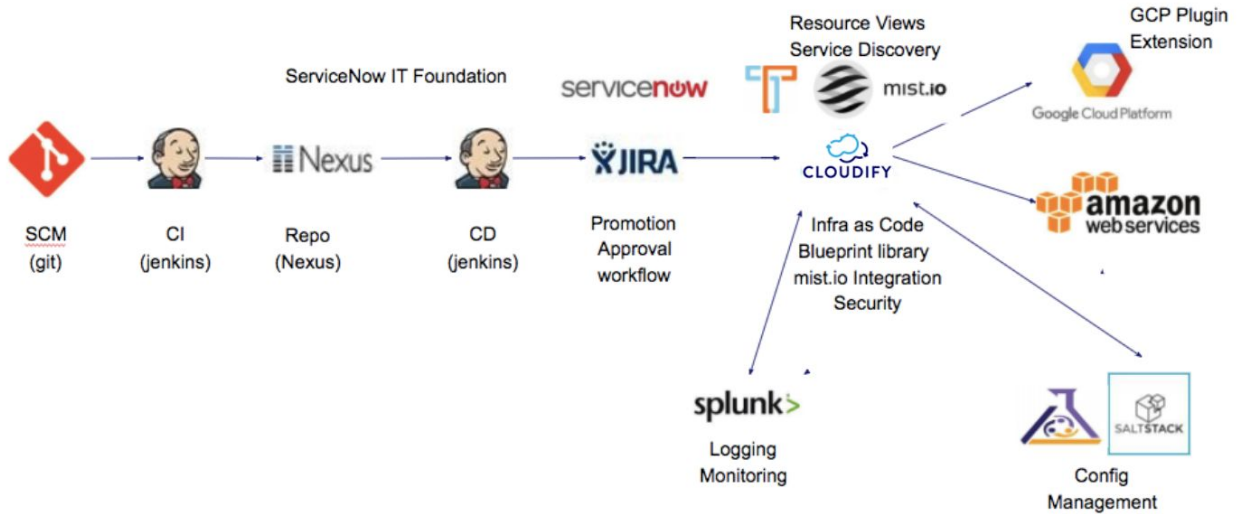 GCP Plugin
Extension
Resource Views
Service Discovery
ServiceNow IT Foundation
servicenow
mist.io
Google Cloud Platform
Nexus
JIRA
CLOUDIFY
amazon
web services
SCM
(git)
CI
(jenkins)
Repo
(Nexus)
CD
(jenkins)
Promotion
Approval
workflow
Infra as Code
Blueprint library
mist.io Integration
Security
splunk>
Logging
Monitoring
SALTSTACK
Config
Management